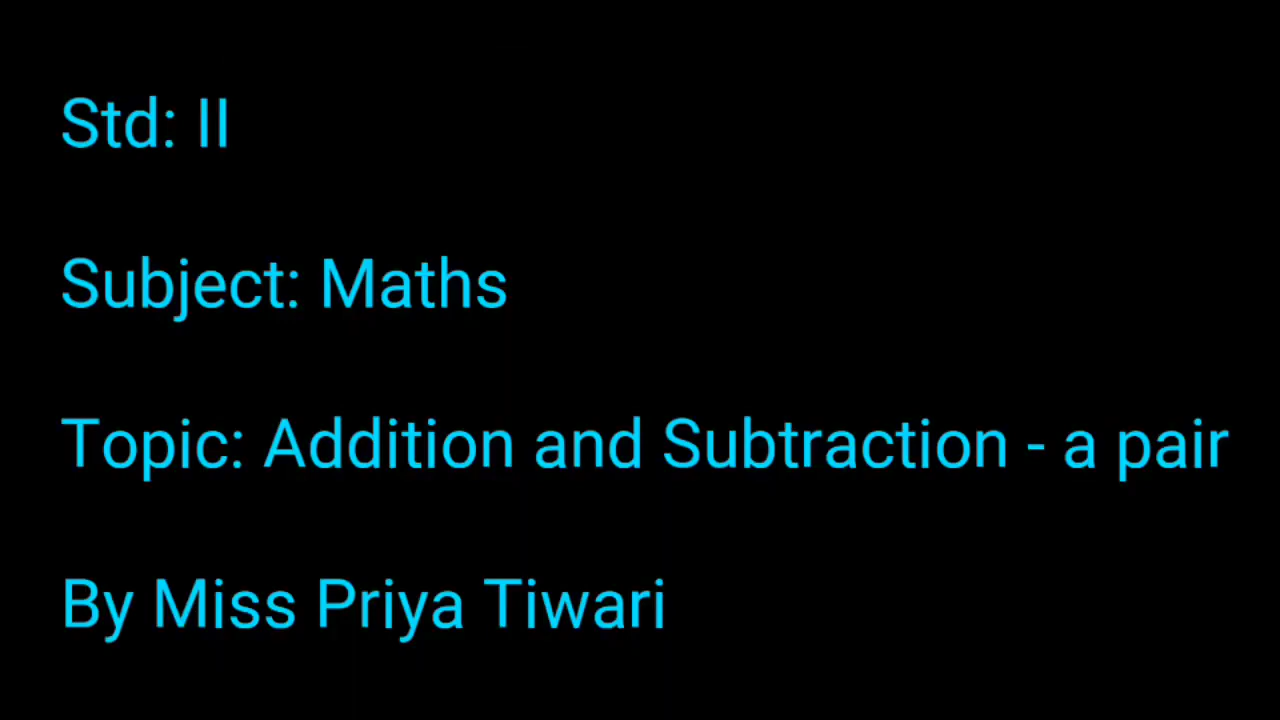 Std: II
Subject: Maths
Topic: Addition and Subtraction - a pair
By Miss Priya Tiwari